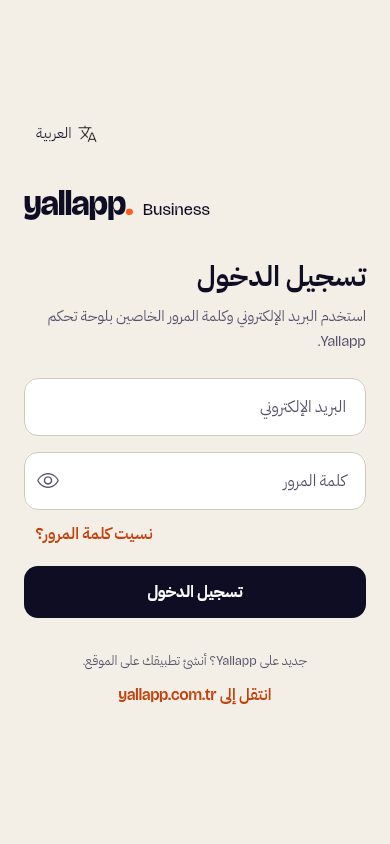 العربية
yallapp. Business
تسجيل الدخول
استخدم البريد الإلكتروني وكلمة المرور الخاصين بلوحة تحكم
Yallapp.
البريد الإلكتروني
كلمة المرور
نسيت كلمة المرور؟
تسجيل الدخول
جديد على Yallapp؟ أنشئ تطبيقك على الموقع.
انتقل إلى yallapp.com.tr